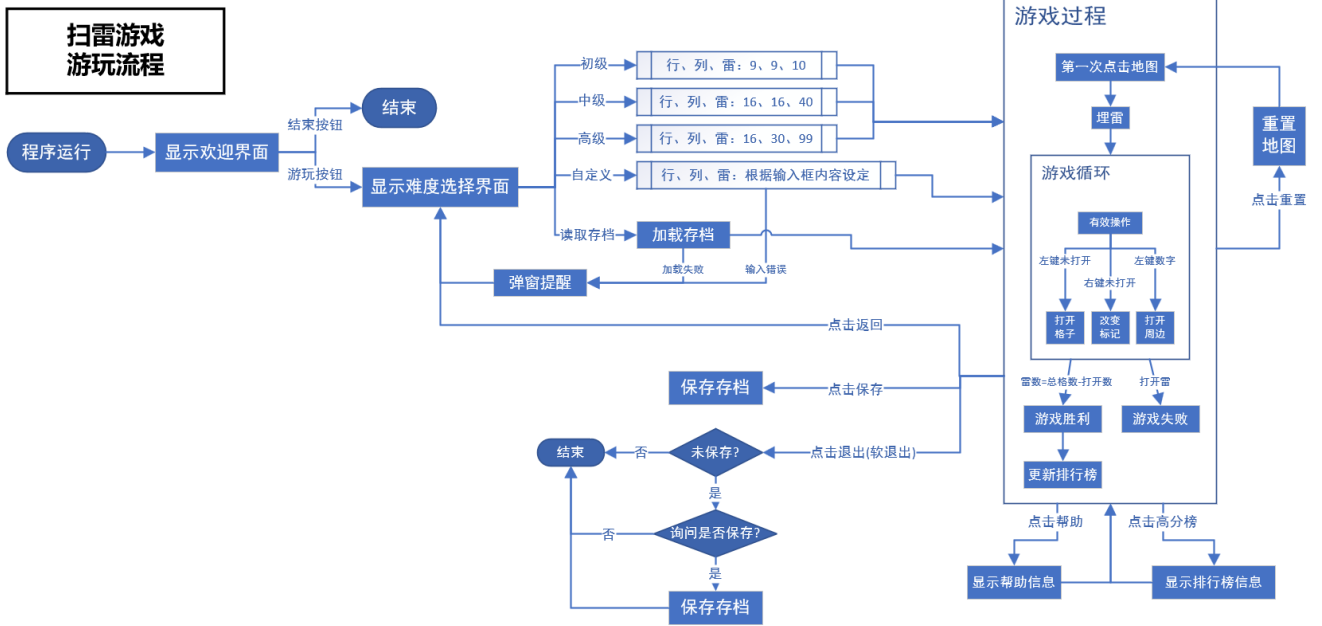 扫雷游戏
游玩流程
程序运行
显示欢迎界面
结束按钮
游玩按钮
结束
显示难度选择界面
初级
行、列、雷：9、9、10
中级
行、列、雷：16、16、40
高级
行、列、雷：16、30、99
自定义
行、列、雷：根据输入框内容设定
读取存档
加载存档
加载失败
输入错误
弹窗提醒
点击返回
保存存档
点击保存
结束
否
未保存?
点击退出(软退出)
是
否
询问是否保存?
是
保存存档
游戏过程
第一次点击地图
埋雷
游戏循环
有效操作
左键未打开
左键数字
右键未打开
打开
格子
改变
标记
打开
周边
雷数=总格数-打开数
打开雷
游戏胜利
游戏失败
更新排行榜
重置
地图
点击重置
点击帮助
点击高分榜
显示帮助信息
显示排行榜信息